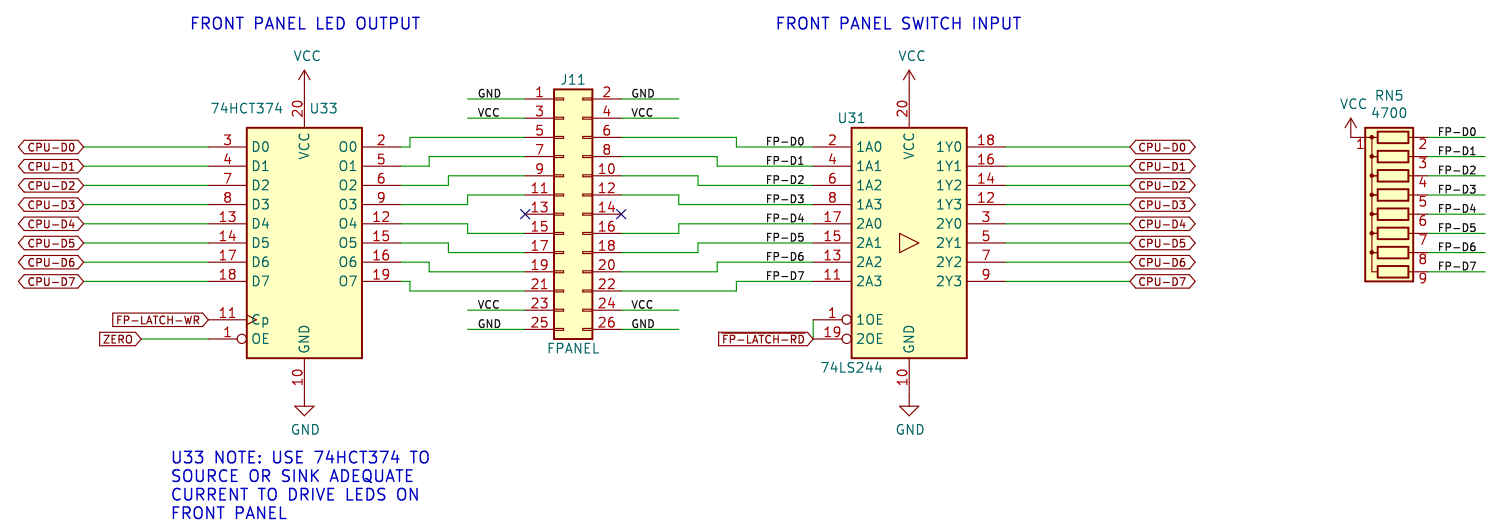 FRONT PANEL LED OUTPUT
FRONT PANEL SWITCH INPUT
VCC
VCC
J11
74HCT374
U33
U31
RN5
4700
VCC
20
VCC
20
VCC
GND 1 2 GND
VCC 3 4 VCC
5 6
7 8
9 10
11 12
13 14
15 16
17 18
19 20
21 22
VCC 23 24 VCC
GND 25 26 GND
FPANEL
CPU-D0 3 D0 O0 2
CPU-D1 4 D1 O1 5
CPU-D2 7 D2 O2 6
CPU-D3 8 D3 O3 9
CPU-D4 13 D4 O4 12
CPU-D5 14 D5 O5 15
CPU-D6 17 D6 O6 16
CPU-D7 18 D7 O7 19
FP-LATCH-WR 11 Cp
ZERO 1 OE
GND
10
GND
FP-D0 2 1A0 1Y0 18 CPU-D0
FP-D1 4 1A1 1Y1 16 CPU-D1
FP-D2 6 1A2 1Y2 14 CPU-D2
FP-D3 8 1A3 1Y3 12 CPU-D3
FP-D4 17 2A0 2Y0 3 CPU-D4
FP-D5 15 2A1 2Y1 5 CPU-D5
FP-D6 13 2A2 2Y2 7 CPU-D6
FP-D7 11 2A3 2Y3 9 CPU-D7
1 1OE
FP-LATCH-RD 19 2OE
GND
74LS244
10
GND
1
2 FP-D0
3 FP-D1
4 FP-D2
5 FP-D3
6 FP-D4
7 FP-D5
8 FP-D6
9 FP-D7
U33 NOTE: USE 74HCT374 TO
SOURCE OR SINK ADEQUATE
CURRENT TO DRIVE LEDS ON
FRONT PANEL